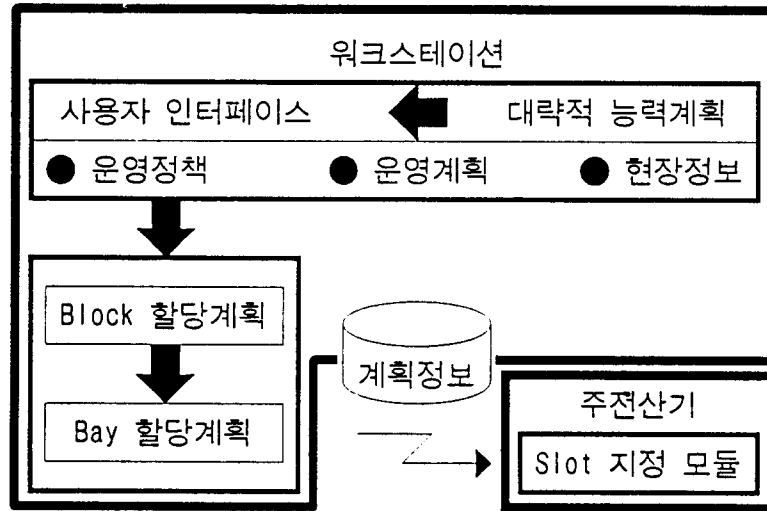 워크스테이션
사용자 인터페이스
대략적 능력계획
● 운영정책
● 운영계획
● 현장정보
Block 할당계획
Bay 할당계획
계획정보
주전산기
Slot 지정 모듈